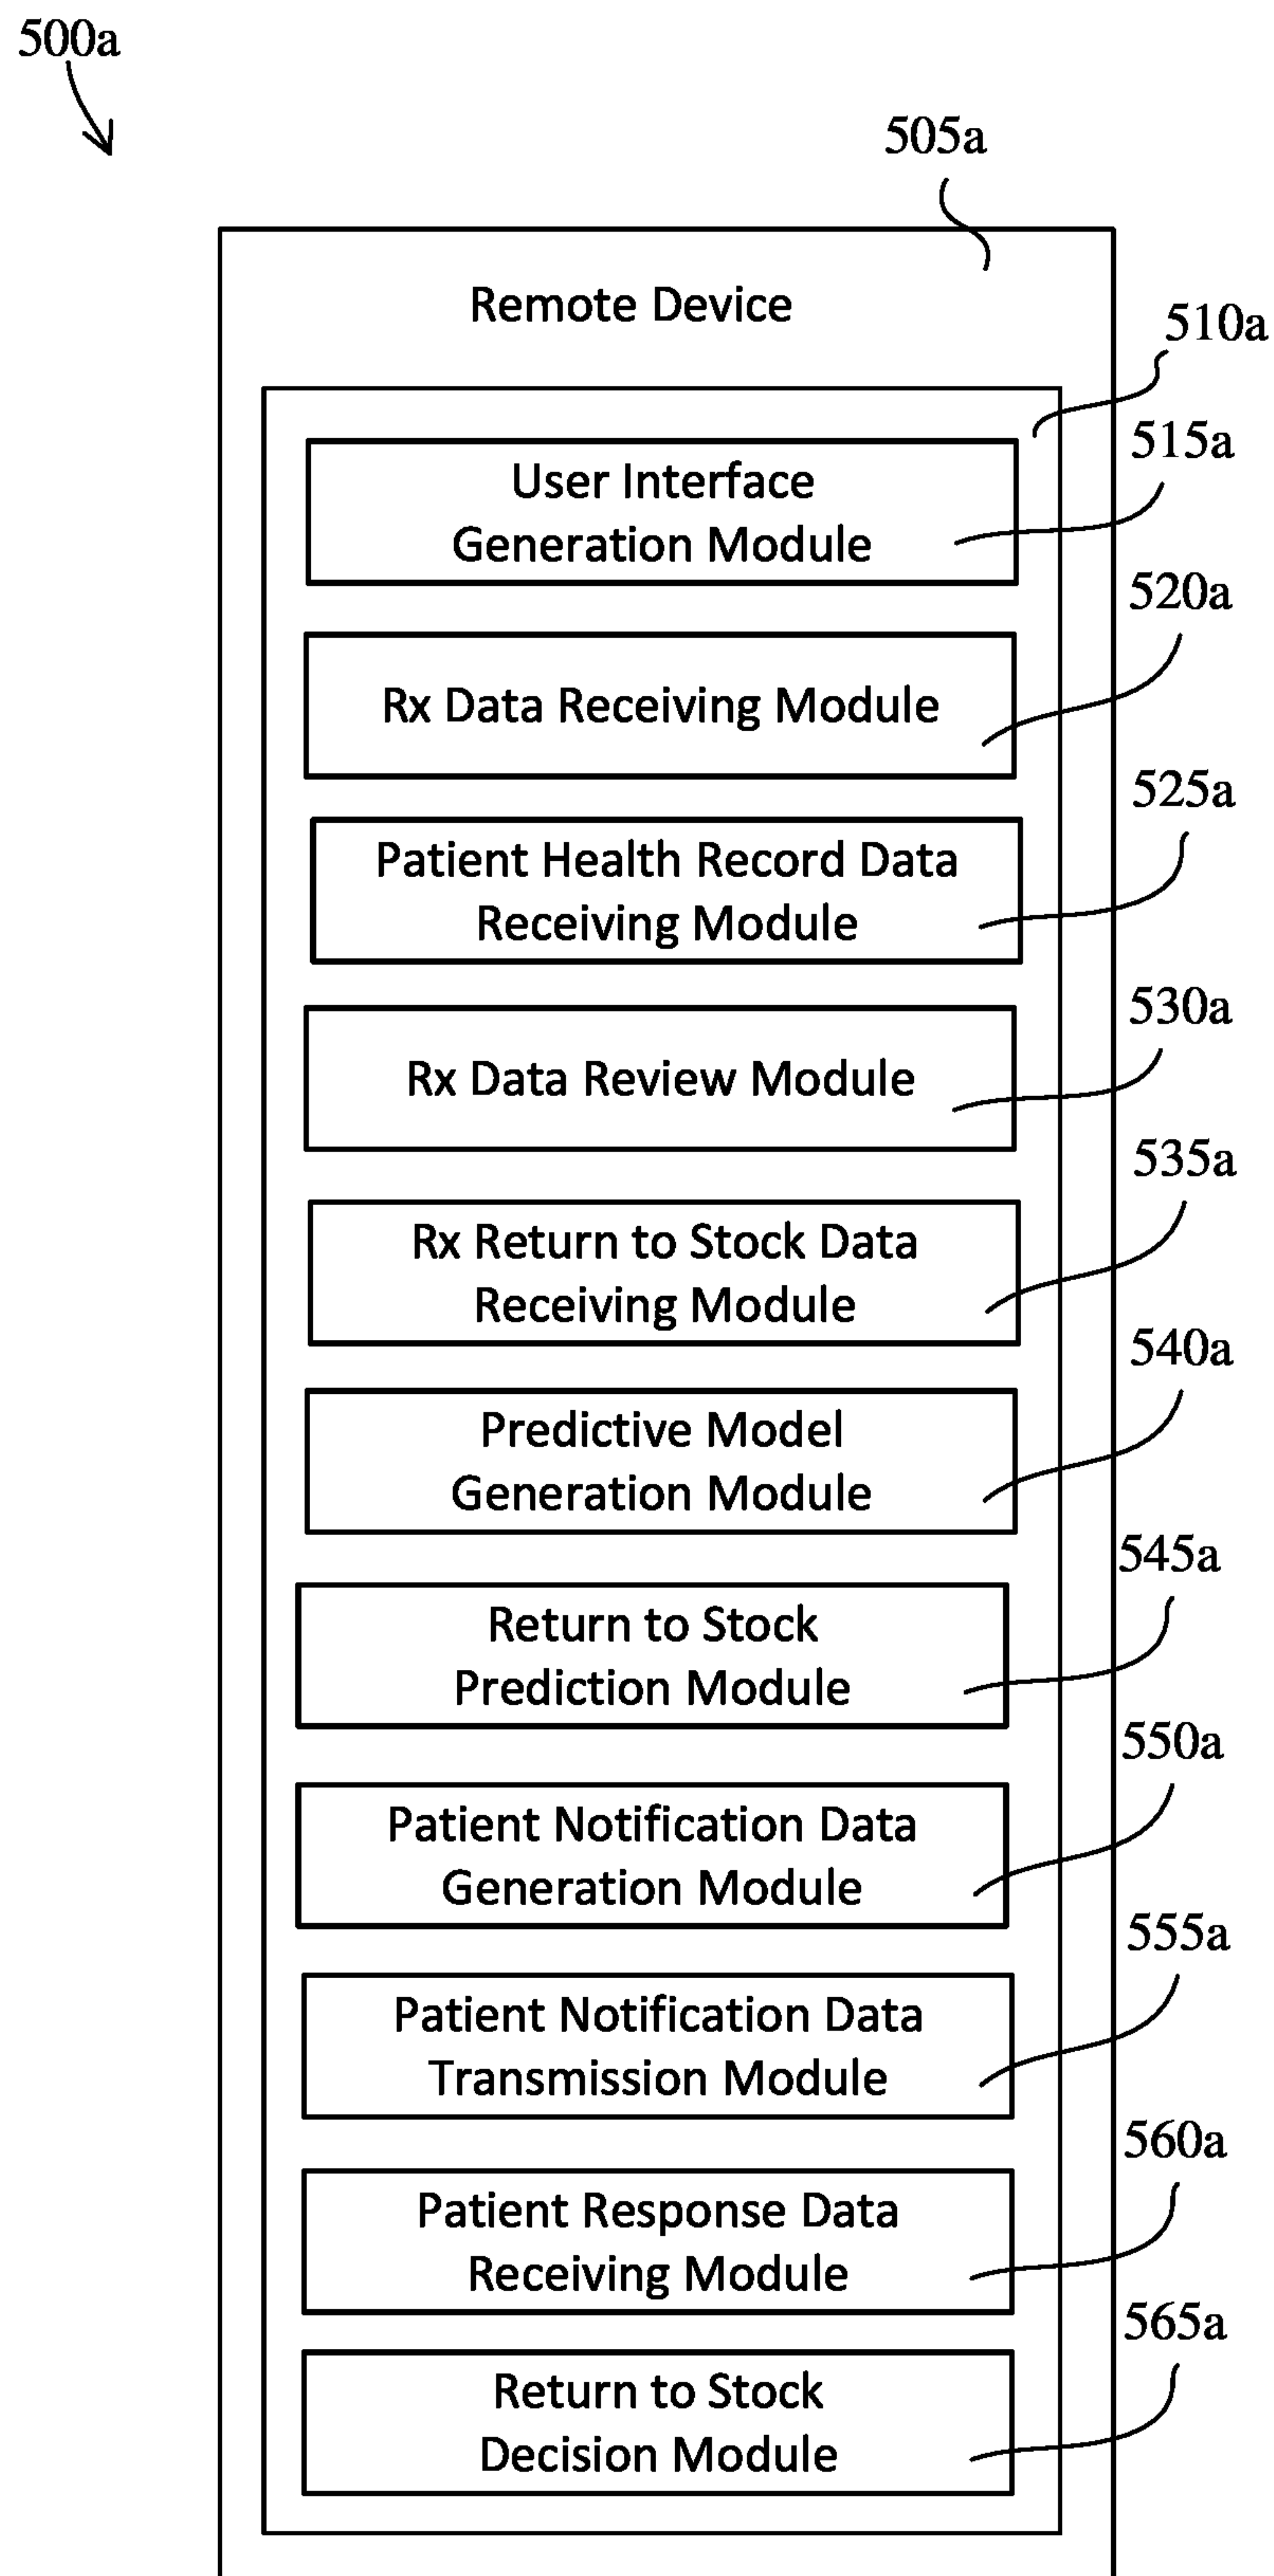 500a
505a
Remote Device
510a
User Interface
Generation Module
515a
520a
Rx Data Receiving Module
525a
Patient Health Record Data
Receiving Module
530a
Rx Data Review Module
535a
Rx Return to Stock Data
Receiving Module
540a
Predictive Model
Generation Module
545a
Return to Stock
Prediction Module
550a
Patient Notification Data
Generation Module
555a
Patient Notification Data
Transmission Module
560a
Patient Response Data
Receiving Module
565a
Return to Stock
Decision Module